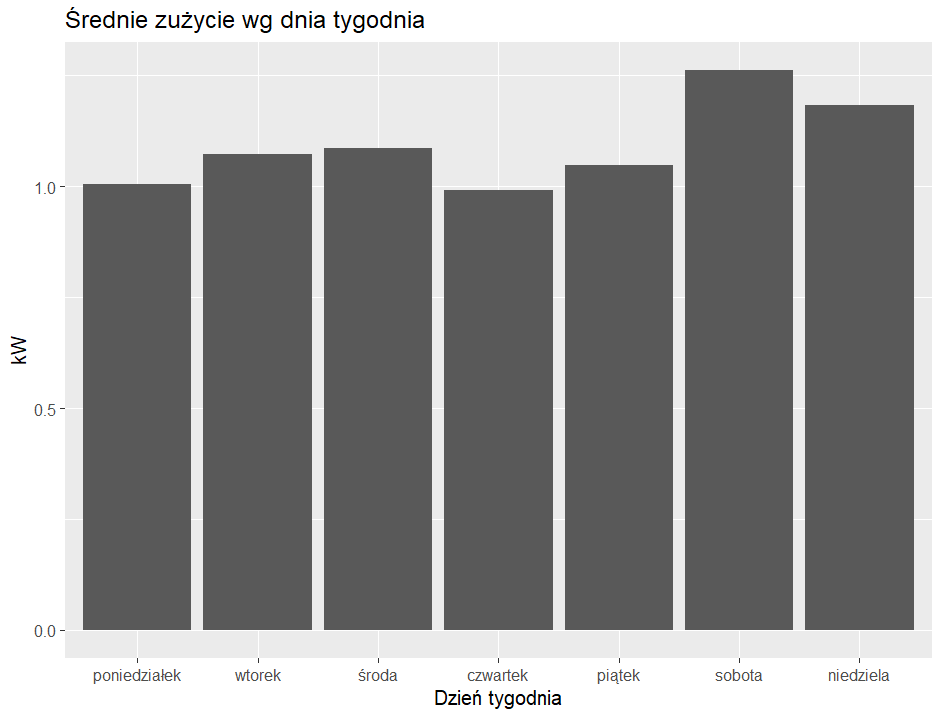 Średnie zużycie wg dnia tygodnia
kW
1.0
0.5
0.0
poniedziałek wtorek środa czwartek piątek sobota niedziela
Dzień tygodnia